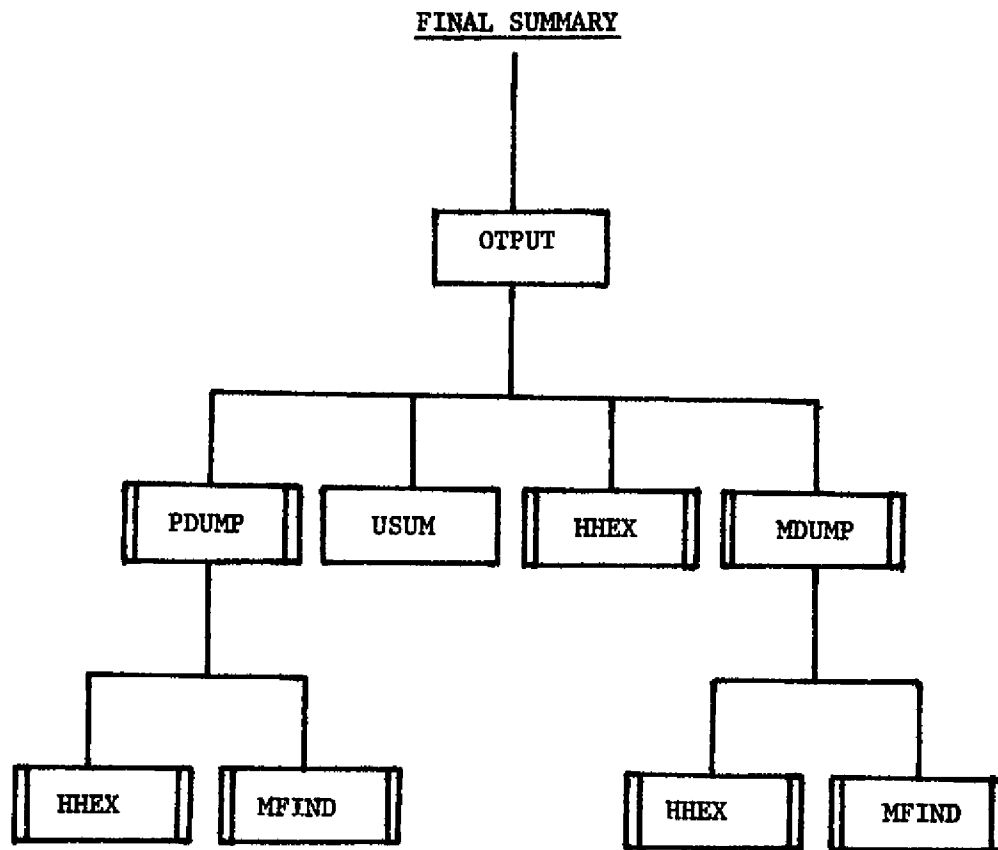 FINAL SUMMARY
OTPUT
PDUMP
USUM
HHEX
MDUMP
HHEX
MFIND
HHEX
MFIND